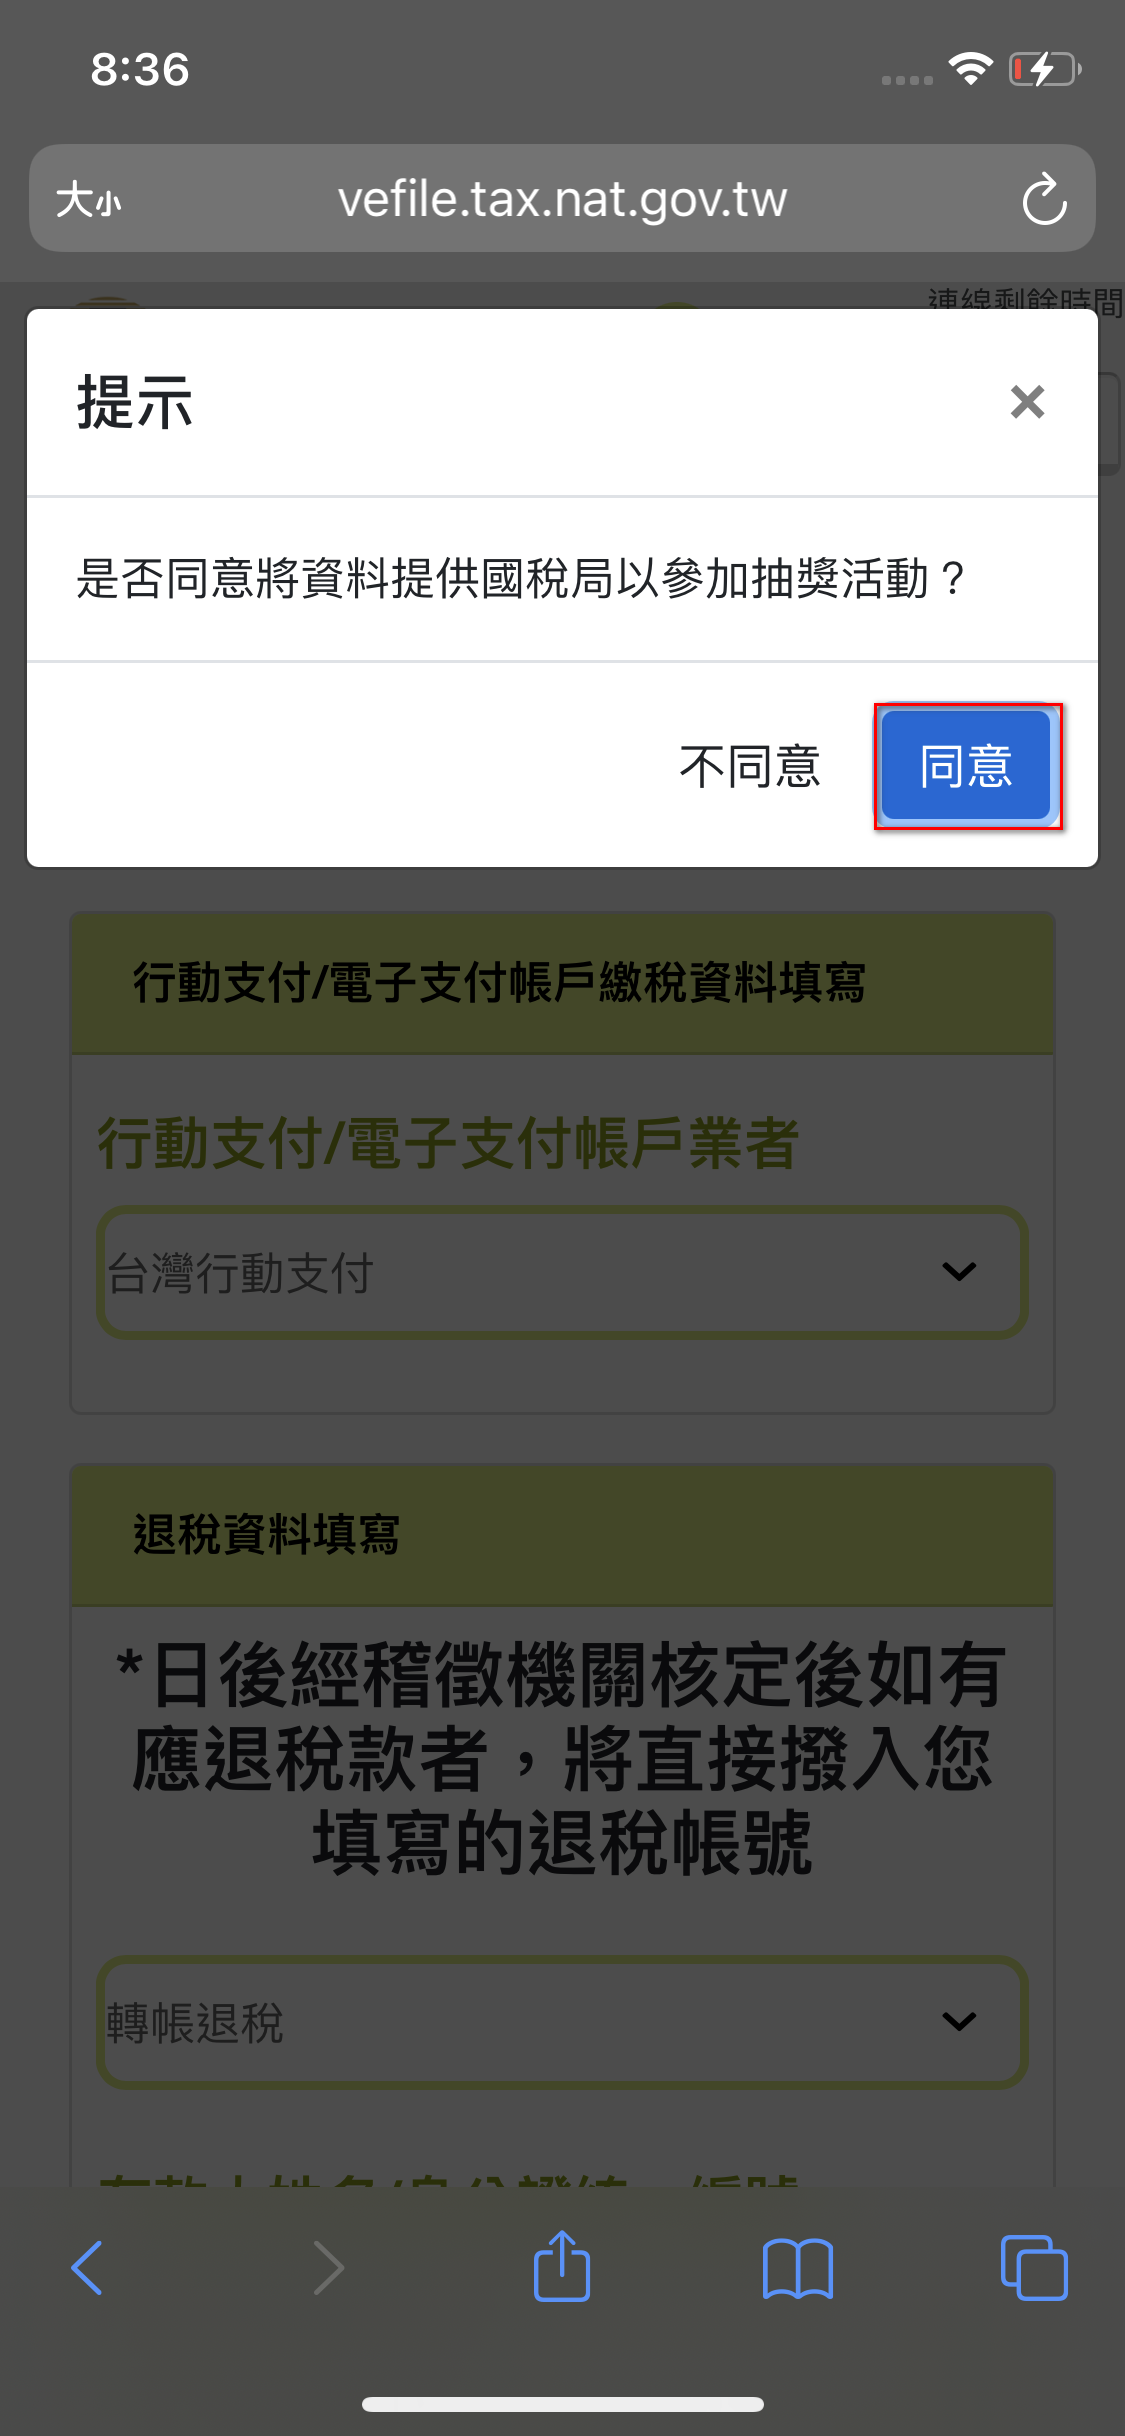 8:36
大小
vefile.tax.nat.gov.tw
連線剩餘時間
提示
×
是否同意將資料提供國稅局以參加抽獎活動？
不同意
同意
行動支付/電子支付帳戶繳稅資料填寫
行動支付/電子支付帳戶業者
台灣行動支付
退稅資料填寫
*日後經稽徵機關核定後如有
應退稅款者，將直接撥入您
填寫的退稅帳號
轉帳退稅